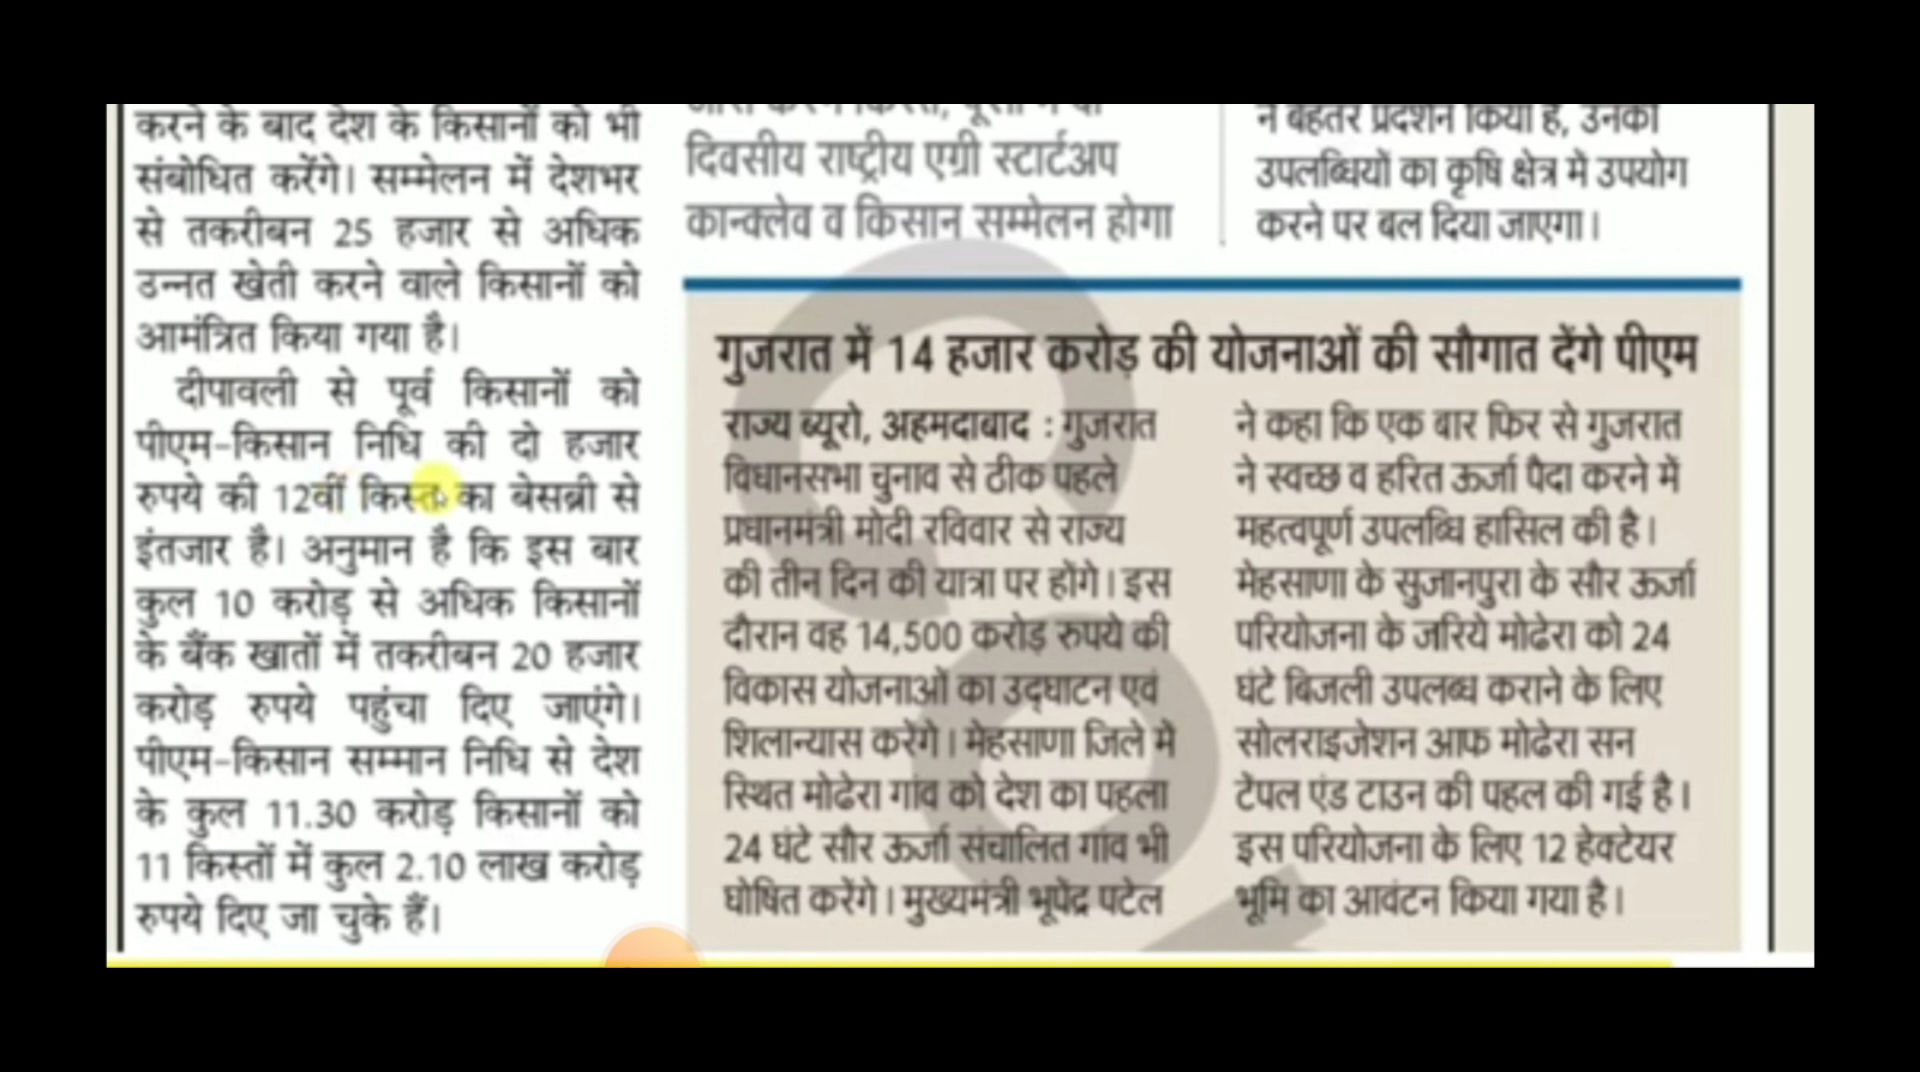 करने के बाद देश के किसानों को भी
संबोधित करेंगे। सम्मेलन में देशभर
से तकरीबन 25 हजार से अधिक
उन्नत खेती करने वाले किसानों को
आमंत्रित किया गया है।
दीपावली से पूर्व किसानों को
पीएम-किसान निधि की दो हजार
रुपये की 12वीं किस्त का बेसब्री से
इंतजार है। अनुमान है कि इस बार
कुल 10 करोड़ से अधिक किसानों
के बैंक खातों में तकरीबन 20 हजार
करोड़ रुपये पहुंचा दिए जाएंगे।
पीएम-किसान सम्मान निधि से देश
के कुल 11.30 करोड़ किसानों को
11 किस्तों में कुल 2.10 लाख करोड़
रुपये दिए जा चुके हैं।
दिवसीय राष्ट्रीय एग्री स्टार्टअप
कान्क्लेव व किसान सम्मेलन होगा
ने बेहतर प्रदर्शन किया है, उनकी
उपलब्धियों का कृषि क्षेत्र में उपयोग
करने पर बल दिया जाएगा।
गुजरात में 14 हजार करोड़ की योजनाओं की सौगात देंगे पीएम
राज्य ब्यूरो, अहमदाबाद : गुजरात
विधानसभा चुनाव से ठीक पहले
प्रधानमंत्री मोदी रविवार से राज्य
की तीन दिन की यात्रा पर होंगे। इस
दौरान वह 14,500 करोड़ रुपये की
विकास योजनाओं का उद्घाटन एवं
शिलान्यास करेंगे। मेहसाणा जिले में
स्थित मोढेरा गांव को देश का पहला
24 घंटे सौर ऊर्जा संचालित गांव भी
घोषित करेंगे। मुख्यमंत्री भूपेंद्र पटेल
ने कहा कि एक बार फिर से गुजरात
ने स्वच्छ व हरित ऊर्जा पैदा करने में
महत्वपूर्ण उपलब्धि हासिल की है।
मेहसाणा के सुजानपुरा के सौर ऊर्जा
परियोजना के जरिये मोढेरा को 24
घंटे बिजली उपलब्ध कराने के लिए
सोलराइजेशन आफ मोढेरा सन
टेंपल एंड टाउन की पहल की गई है।
इस परियोजना के लिए 12 हेक्टेयर
भूमि का आवंटन किया गया है।